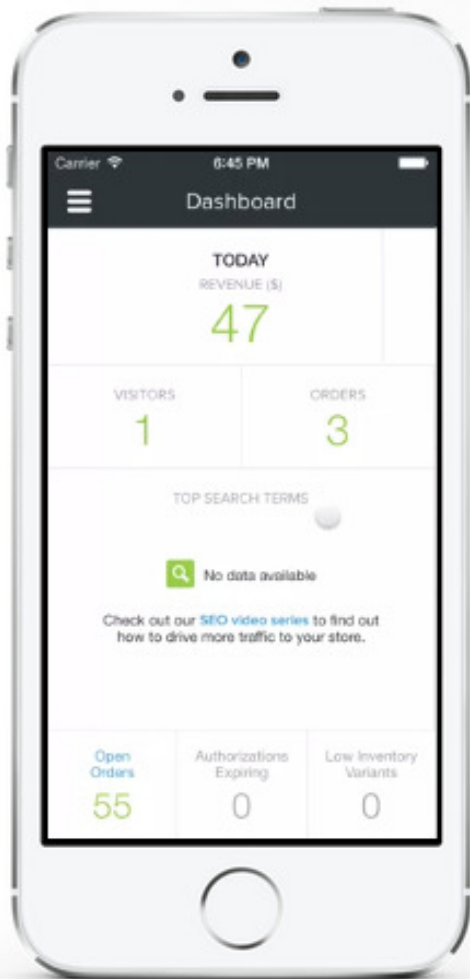 Carrier 6:45 PM
Dashboard
TODAY
REVENUE ($)
47
VISITORS
ORDERS
1
3
TOP SEARCH TERMS
No data available
Check out our SEO video series to find out
how to drive more traffic to your store.
Open
Orders
55
Authorizations
Expiring
0
Low Inventory
Variants
0